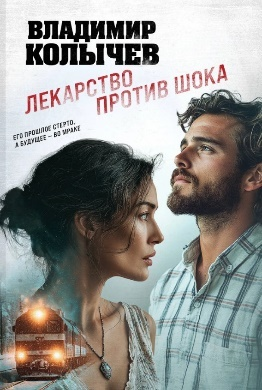 ВЛАДИМИР
КОЛЫЧЕВ
ЛЕКАРСТВО
ПРОТИВ ШОКА
ЕГО ПРОШЛОЕ СТЕРТО,
А БУДУЩЕЕ – ВО МРАКЕ